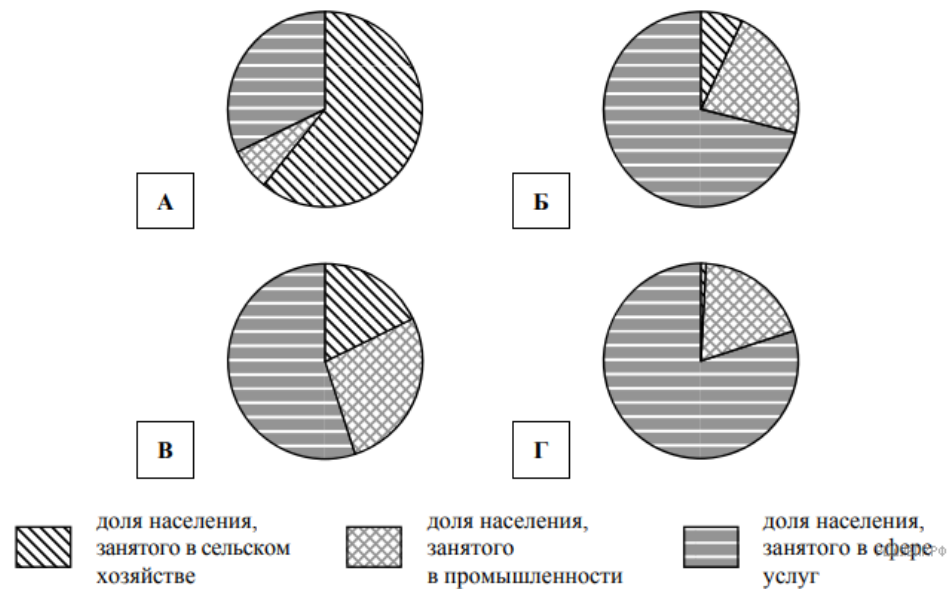 А
Б
В
Г
доля населения,
занятого в сельском
хозяйстве
доля населения,
занятого
в промышленности
доля населения,
занятого в сфере
услуг